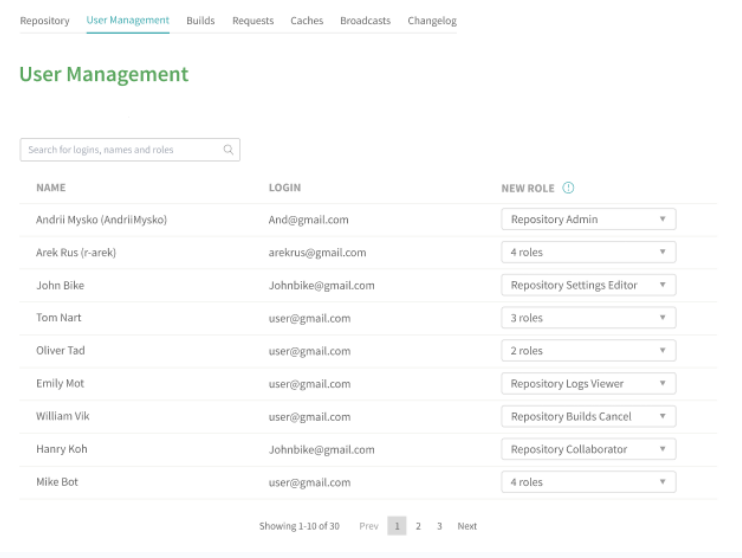 Repository User Management Builds Requests Caches Broadcasts Changelog
User Management
Search for logins, names and roles
NAME LOGIN NEW ROLE
Andrii Mysko (AndriiMysko) And@gmail.com Repository Admin
Arek Rus (r-arek) arekrus@gmail.com 4 roles
John Bike Johnbike@gmail.com Repository Settings Editor
Tom Nart user@gmail.com 3 roles
Oliver Tad user@gmail.com 2 roles
Emily Mot user@gmail.com Repository Logs Viewer
William Vik user@gmail.com Repository Builds Cancel
Hanry Koh Johnbike@gmail.com Repository Collaborator
Mike Bot user@gmail.com 4 roles
Showing 1-10 of 30 Prev 1 2 3 Next